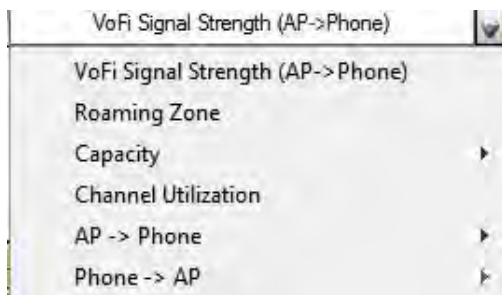 VoFi Signal Strength (AP->Phone)
VoFi Signal Strength (AP->Phone)
Roaming Zone
Capacity
Channel Utilization
AP -> Phone
Phone -> AP